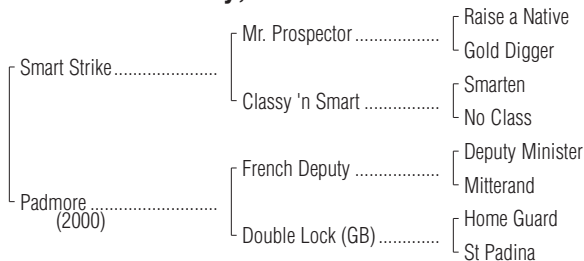 Raise a Native
Mr. Prospector
Gold Digger
Smart Strike
Smarten
Classy 'n Smart
No Class
Deputy Minister
French Deputy
Mitterand
Padmore
(2000)
Home Guard
Double Lock (GB)
St Padina